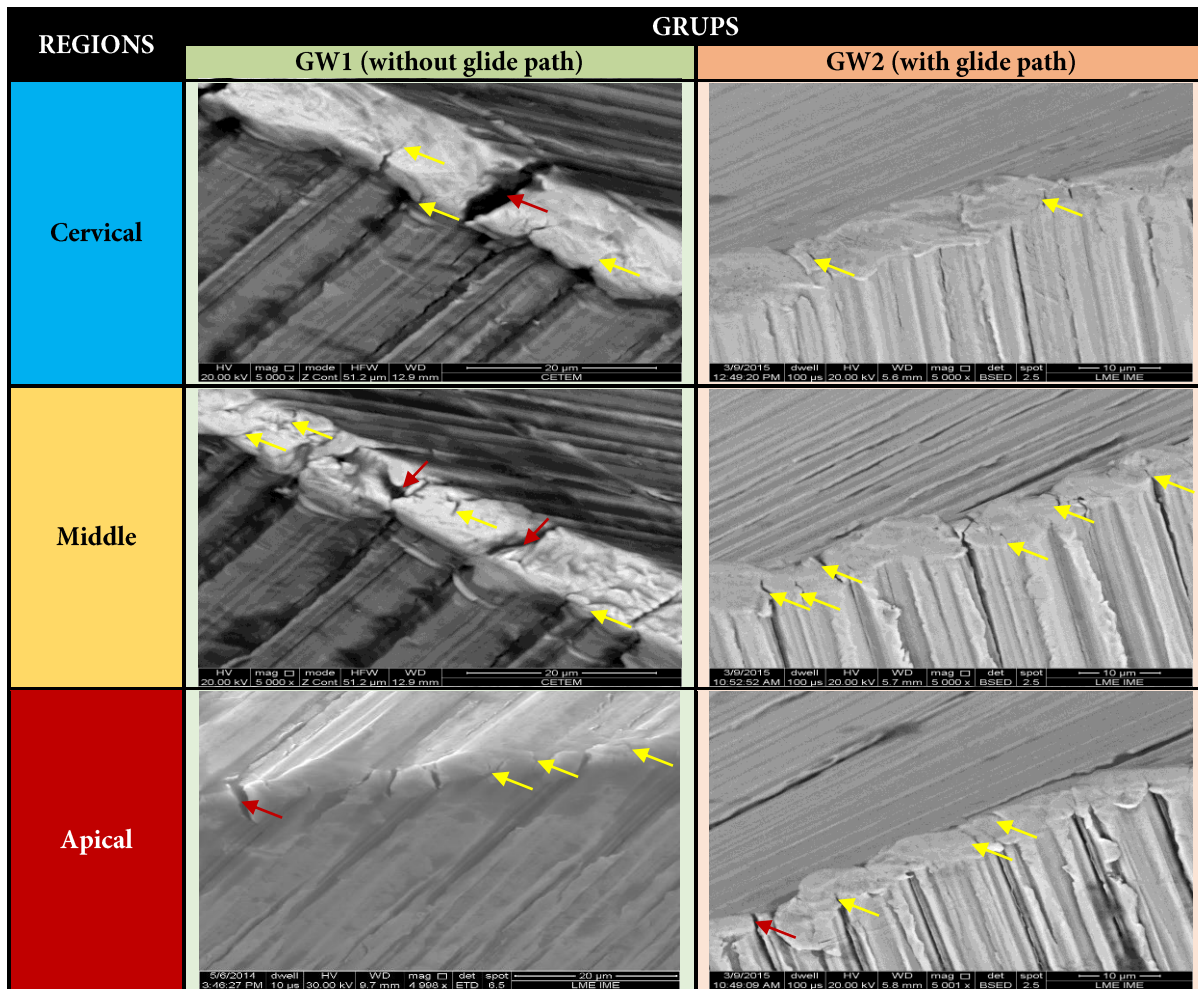 REGIONS
GRUPS
GW1 (without glide path)
GW2 (with glide path)
Cervical
HV mag □ mode HFW WD 20 μm
20.00 kV 5 000 x Z Cont 51.2 μm 12.9 mm CETEM
3/9/2015 dwell HV WD mag □ det spot 10 μm
12:49:20 PM 100 μs 20.00 kV 5.6 mm 5 000 x BSED 2.5 LME IME
Middle
HV mag □ mode HFW WD 20 μm
20.00 kV 5 000 x Z Cont 51.2 μm 12.9 mm CETEM
3/9/2015 dwell HV WD mag □ det spot 10 μm
10:52:52 AM 100 μs 20.00 kV 5.7 mm 5 000 x BSED 2.5 LME IME
Apical
5/6/2014 dwell HV WD mag □ det spot 20 μm
3:46:27 PM 10 μs 30.00 kV 9.7 mm 4 998 x ETD 6.5 LME IME
3/9/2015 dwell HV WD mag □ det spot 10 μm
10:49:09 AM 100 μs 20.00 kV 5.8 mm 5 001 x BSED 2.5 LME IME